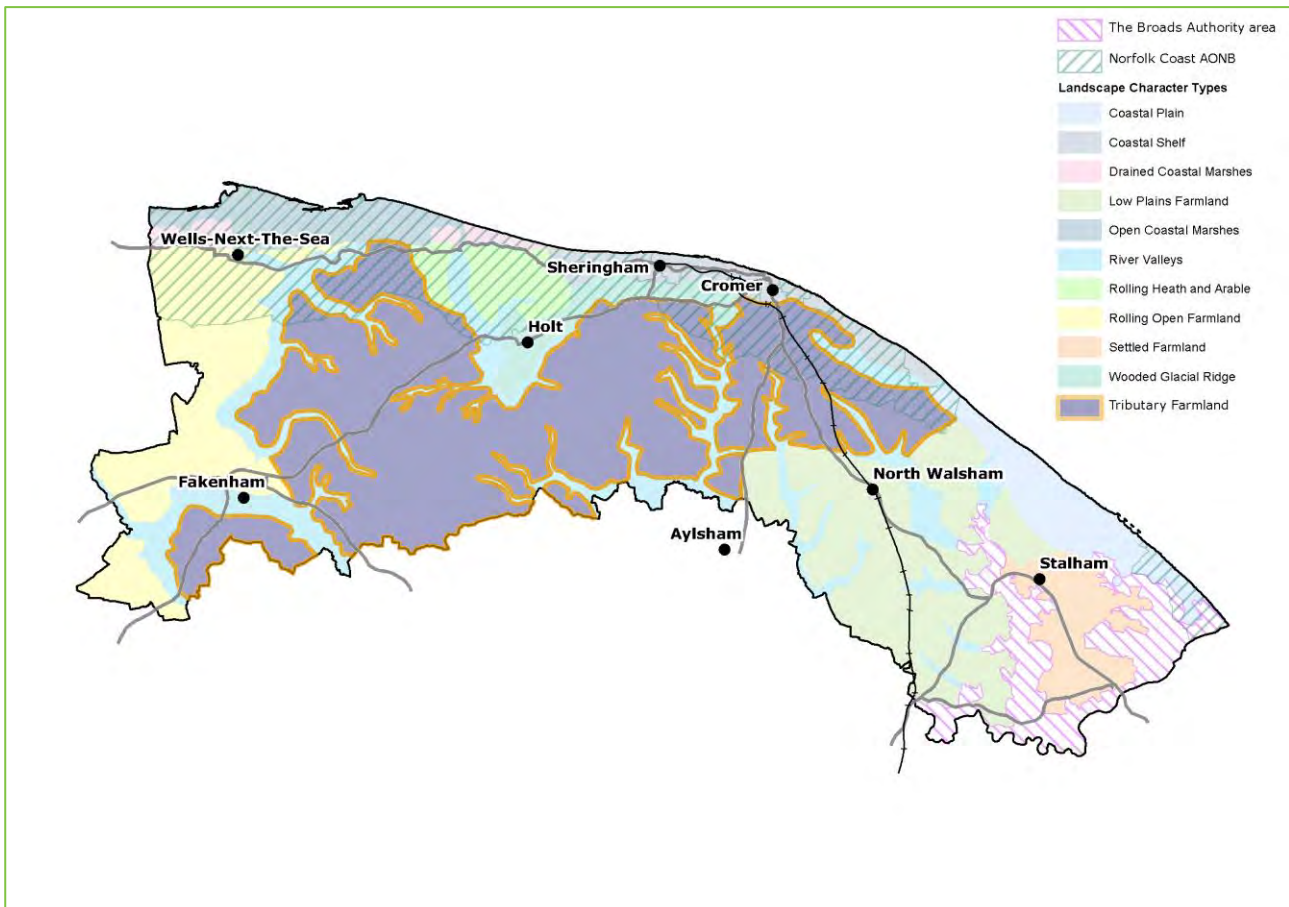 The Broads Authority area
Norfolk Coast AONB
Landscape Character Types
Coastal Plain
Coastal Shelf
Drained Coastal Marshes
Low Plains Farmland
Open Coastal Marshes
River Valleys
Rolling Heath and Arable
Rolling Open Farmland
Settled Farmland
Wooded Glacial Ridge
Tributary Farmland
Wells-Next-The-Sea
Sheringham
Cromer
Holt
Fakenham
North Walsham
Aylsham
Stalham